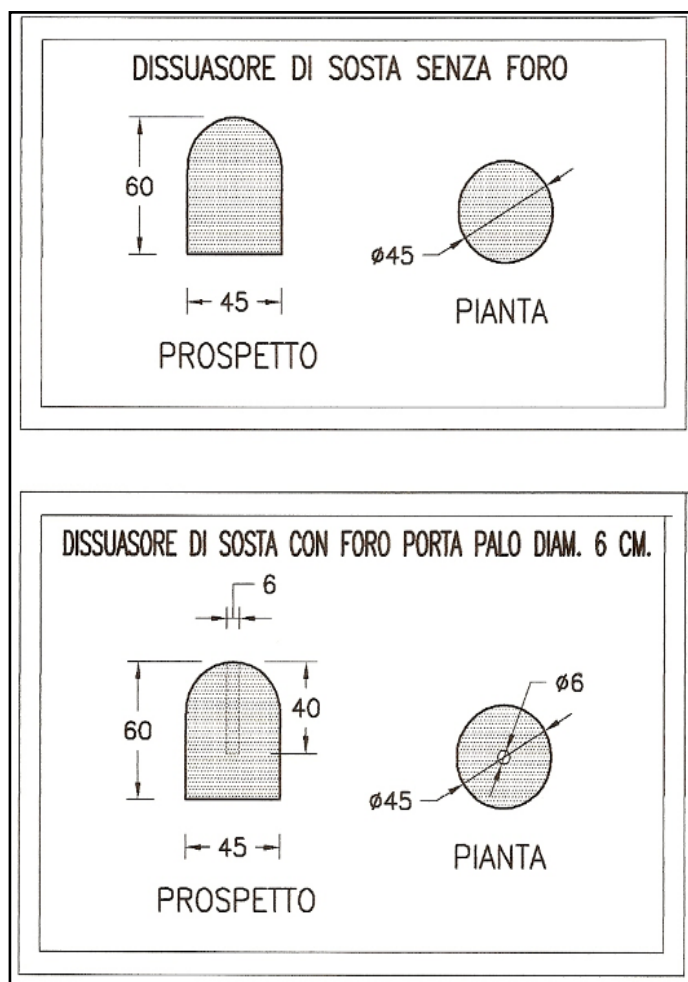 DISSUASORE DI SOSTA SENZA FORO
60
ø45
45
PIANTA
PROSPETTO
DISSUASORE DI SOSTA CON FORO PORTA PALO DIAM. 6 CM.
6
ø6
40
60
ø45
45
PIANTA
PROSPETTO